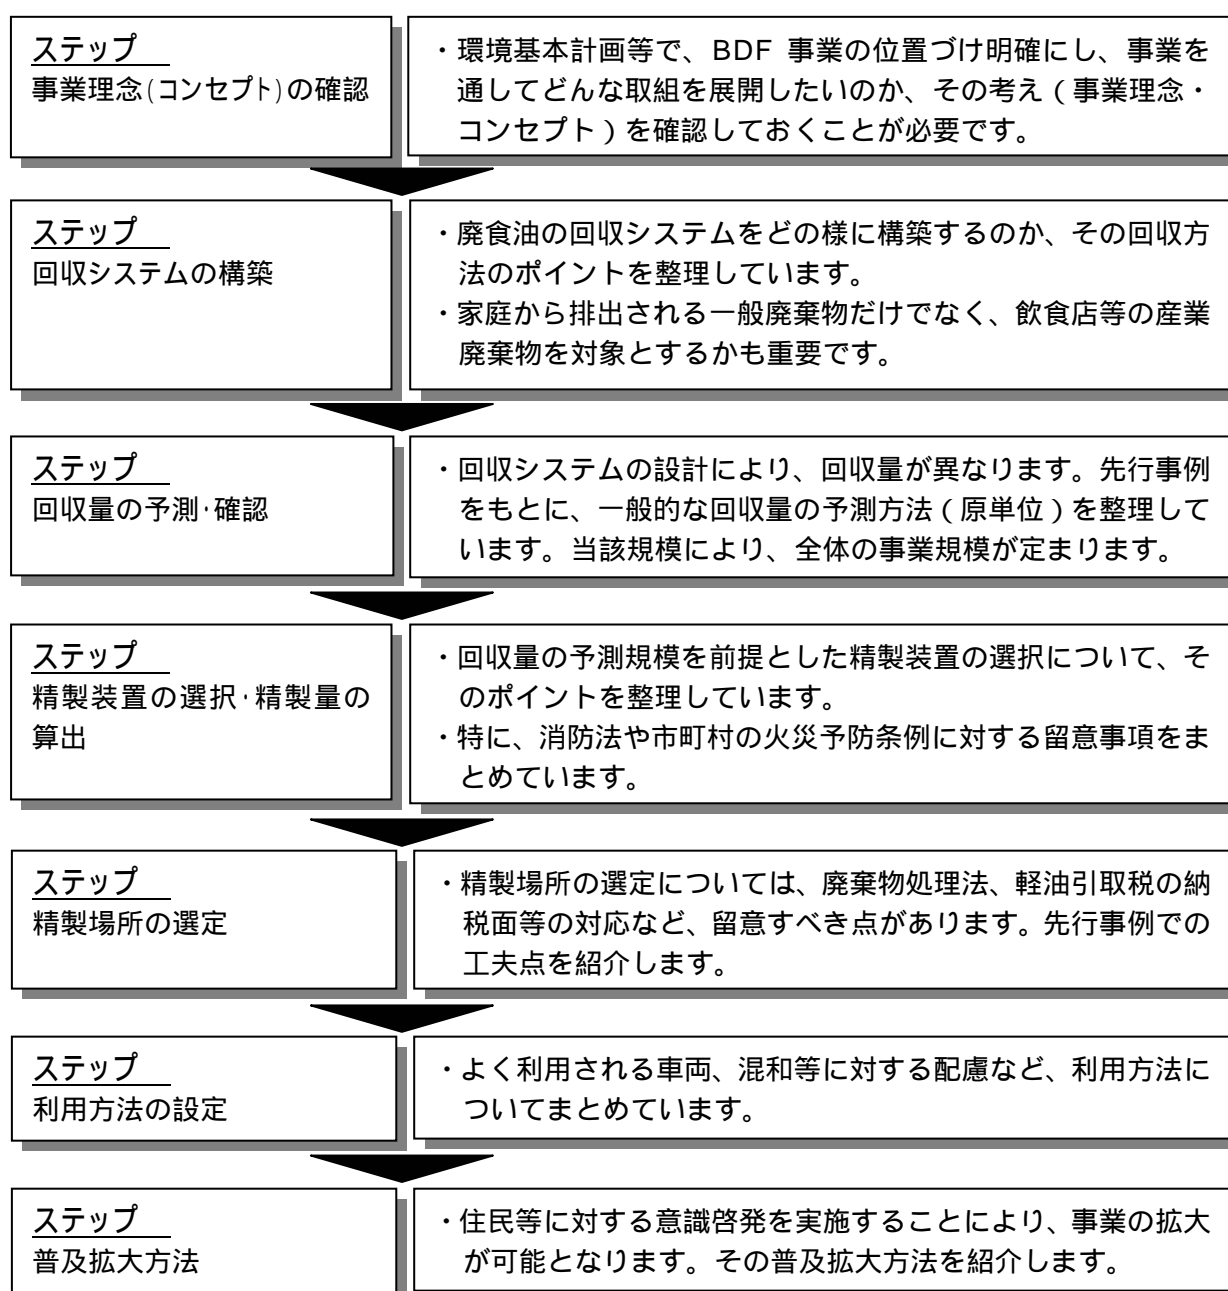 ステップ
事業理念(コンセプト)の確認
・環境基本計画等で、BDF 事業の位置づけ明確にし、事業を
通してどんな取組を展開したいのか、その考え（事業理念・
コンセプト）を確認しておくことが必要です。
ステップ
回収システムの構築
・廃食油の回収システムをどの様に構築するのか、その回収方
法のポイントを整理しています。
・家庭から排出される一般廃棄物だけでなく、飲食店等の産業
廃棄物を対象とするかも重要です。
ステップ
回収量の予測・確認
・回収システムの設計により、回収量が異なります。先行事例
をもとに、一般的な回収量の予測方法（原単位）を整理して
います。当該規模により、全体の事業規模が定まります。
ステップ
精製装置の選択・精製量の
算出
・回収量の予測規模を前提とした精製装置の選択について、そ
のポイントを整理しています。
・特に、消防法や市町村の火災予防条例に対する留意事項をま
とめています。
ステップ
精製場所の選定
・精製場所の選定については、廃棄物処理法、軽油引取税の納
税面等の対応など、留意すべき点があります。先行事例での
工夫点を紹介します。
ステップ
利用方法の設定
・よく利用される車両、混和等に対する配慮など、利用方法に
ついてまとめています。
ステップ
普及拡大方法
・住民等に対する意識啓発を実施することにより、事業の拡大
が可能となります。その普及拡大方法を紹介します。